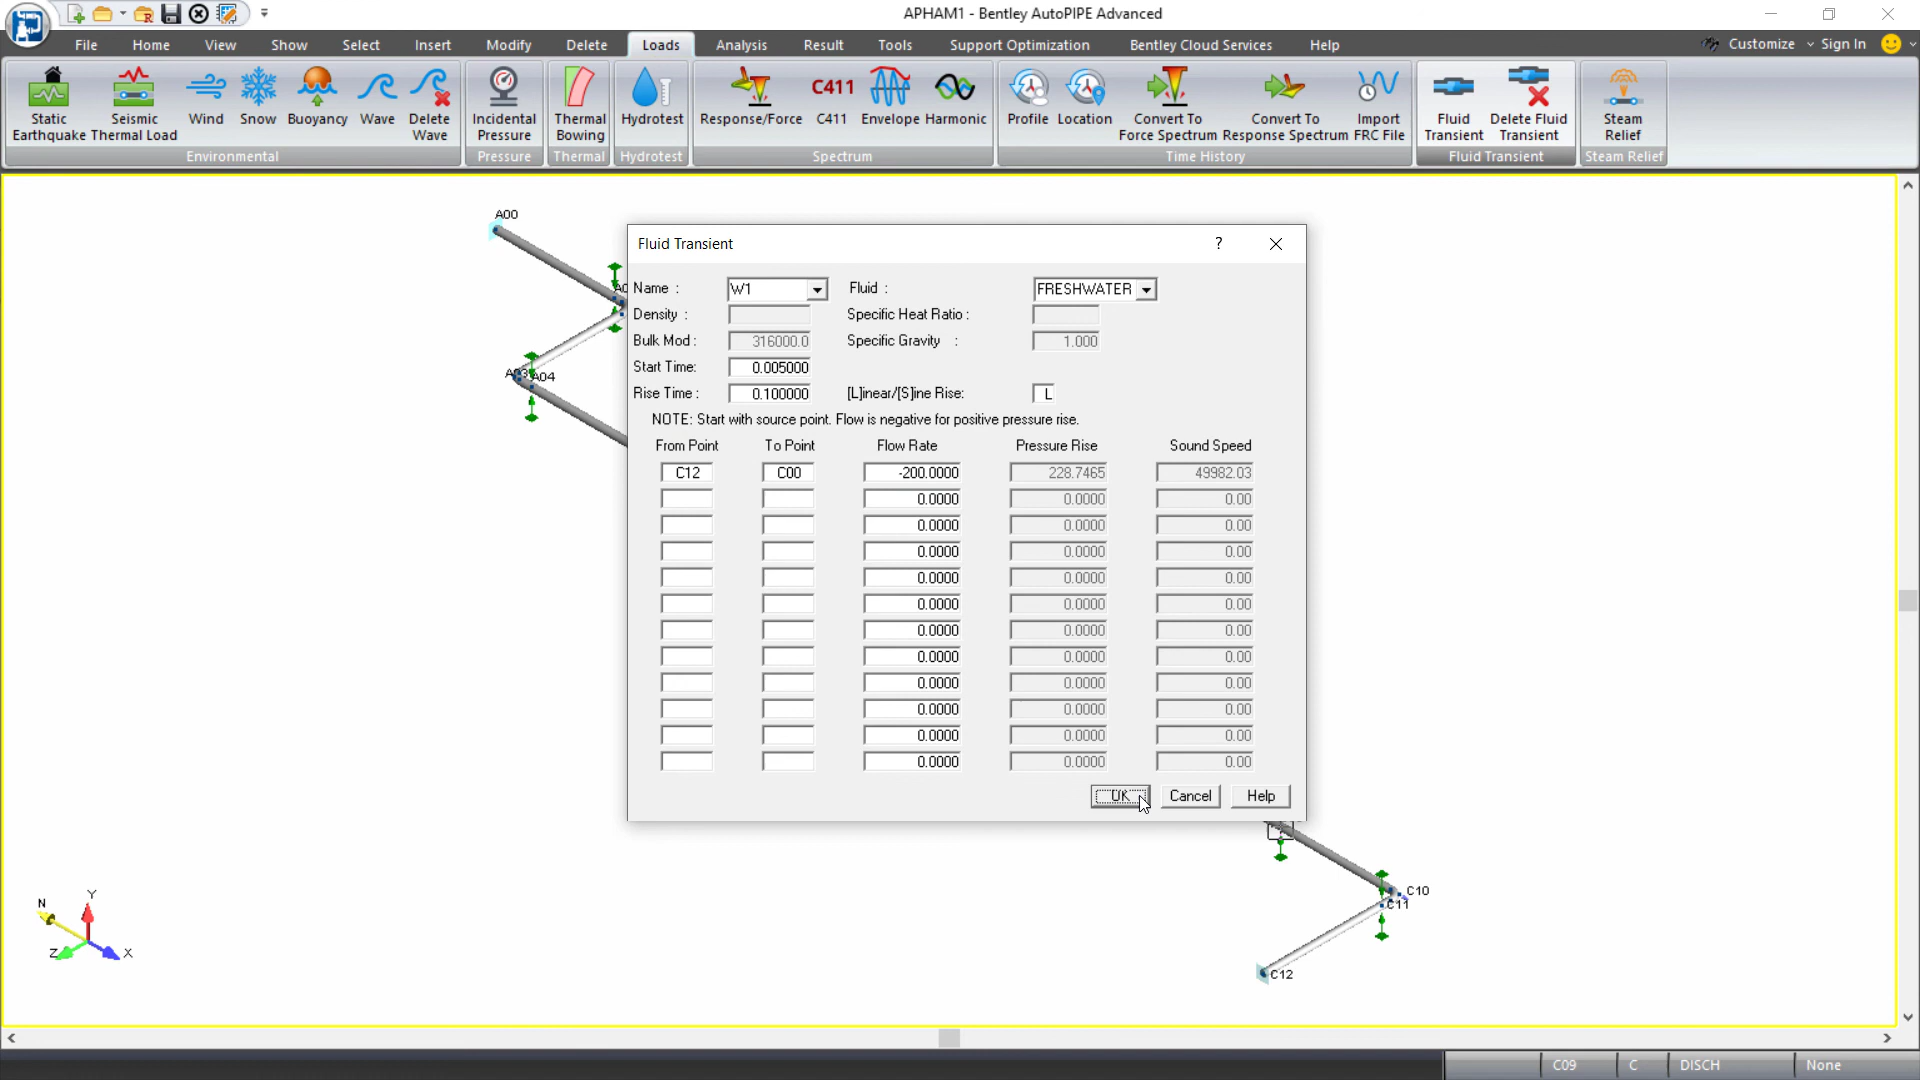 APHAM1 - Bentley AutoPIPE Advanced
File Home View Show Select Insert Modify Delete Loads Analysis Result Tools Support Optimization Bentley Cloud Services Help Customize Sign In
Static Earthquake
Seismic Thermal Load
Wind
Snow
Buoyancy
Wave
Delete Wave
Incidental Pressure
Thermal Bowing
Hydrotest
Response/Force
C411
C411
Envelope
Harmonic
Profile
Location
Convert To Force Spectrum
Convert To Response Spectrum
Import FRC File
Fluid Transient
Delete Fluid Transient
Steam Relief
Environmental Pressure Thermal Hydrotest Spectrum Time History Fluid Transient Steam Relief
A00
A04
Fluid Transient ?
Name : W1 Fluid : FRESHWATER
Density : Specific Heat Ratio :
Bulk Mod : 316000.0 Specific Gravity : 1.000
Start Time: 0.005000
Rise Time : 0.100000 [L]inear/[S]ine Rise: L
NOTE: Start with source point. Flow is negative for positive pressure rise.
From Point To Point Flow Rate Pressure Rise Sound Speed
C12 C00 -200.0000 228.7465 49982.03
0.0000 0.0000 0.00
0.0000 0.0000 0.00
0.0000 0.0000 0.00
0.0000 0.0000 0.00
0.0000 0.0000 0.00
0.0000 0.0000 0.00
0.0000 0.0000 0.00
0.0000 0.0000 0.00
0.0000 0.0000 0.00
0.0000 0.0000 0.00
0.0000 0.0000 0.00
OK Cancel Help
C10
C11
C12
N Y Z X
C09 C DISCH None